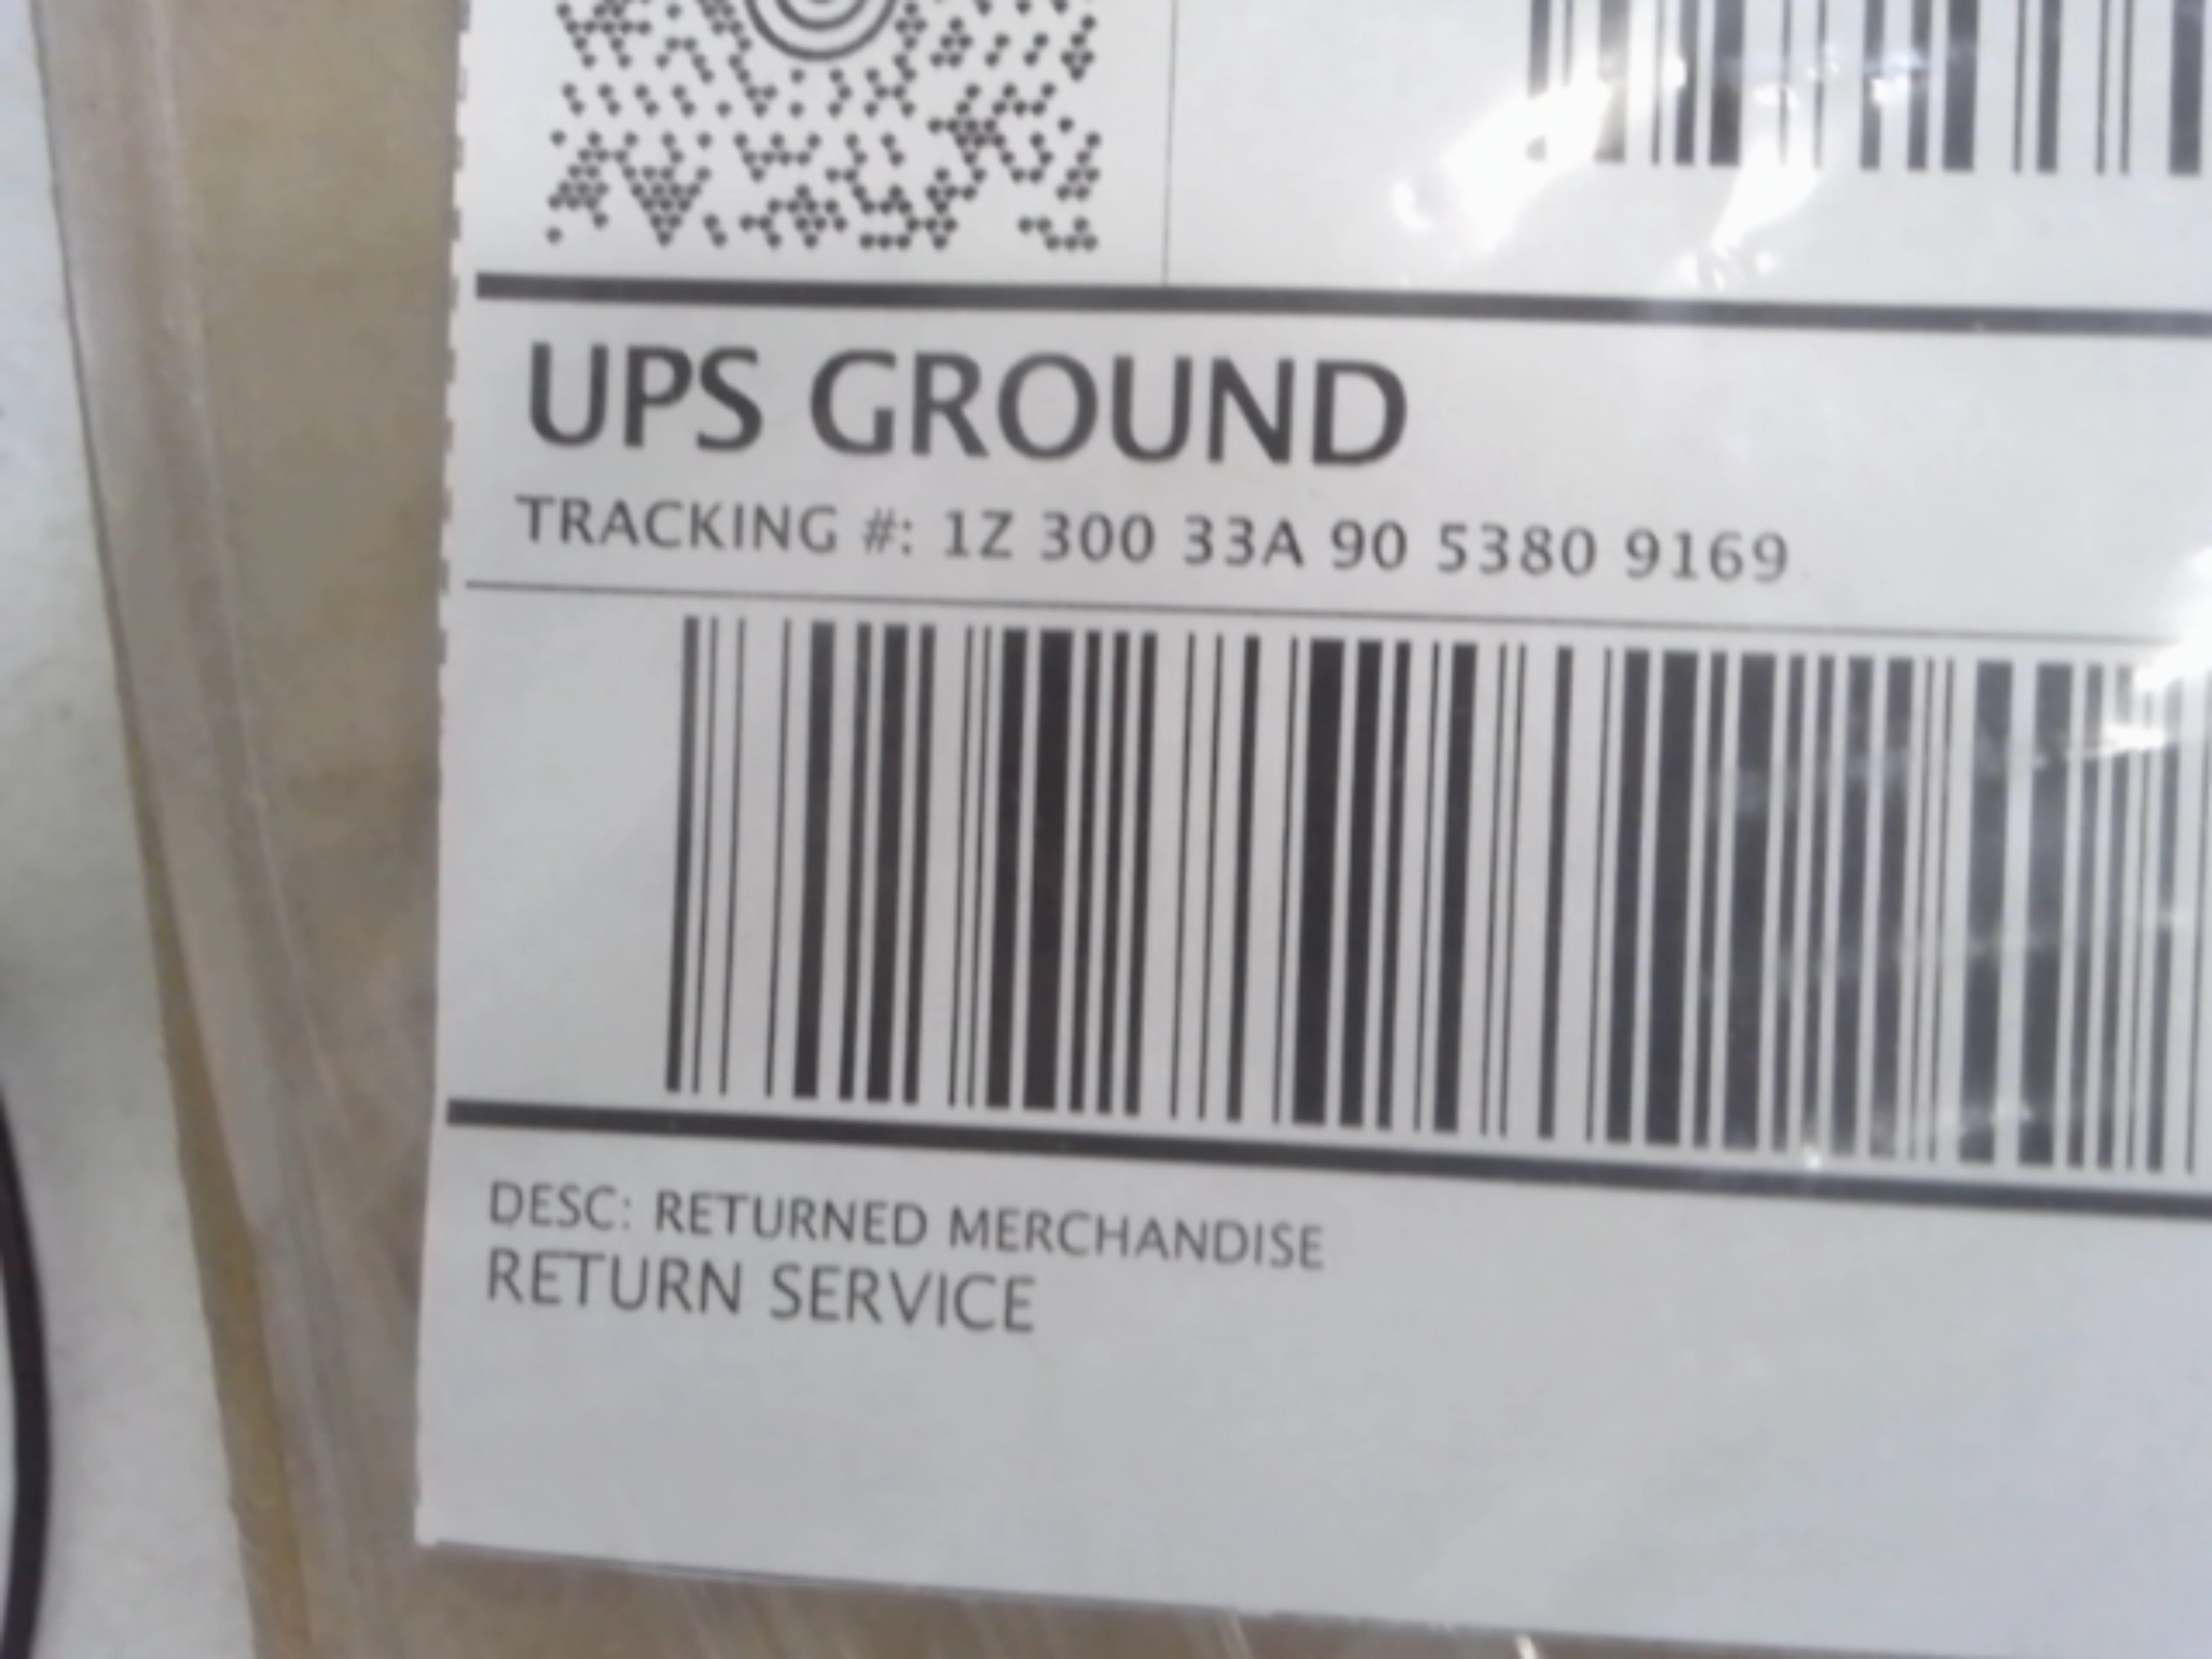 UPS GROUND
TRACKING #: 1Z 300 33A 90 5380 9169
DESC: RETURNED MERCHANDISE
RETURN SERVICE